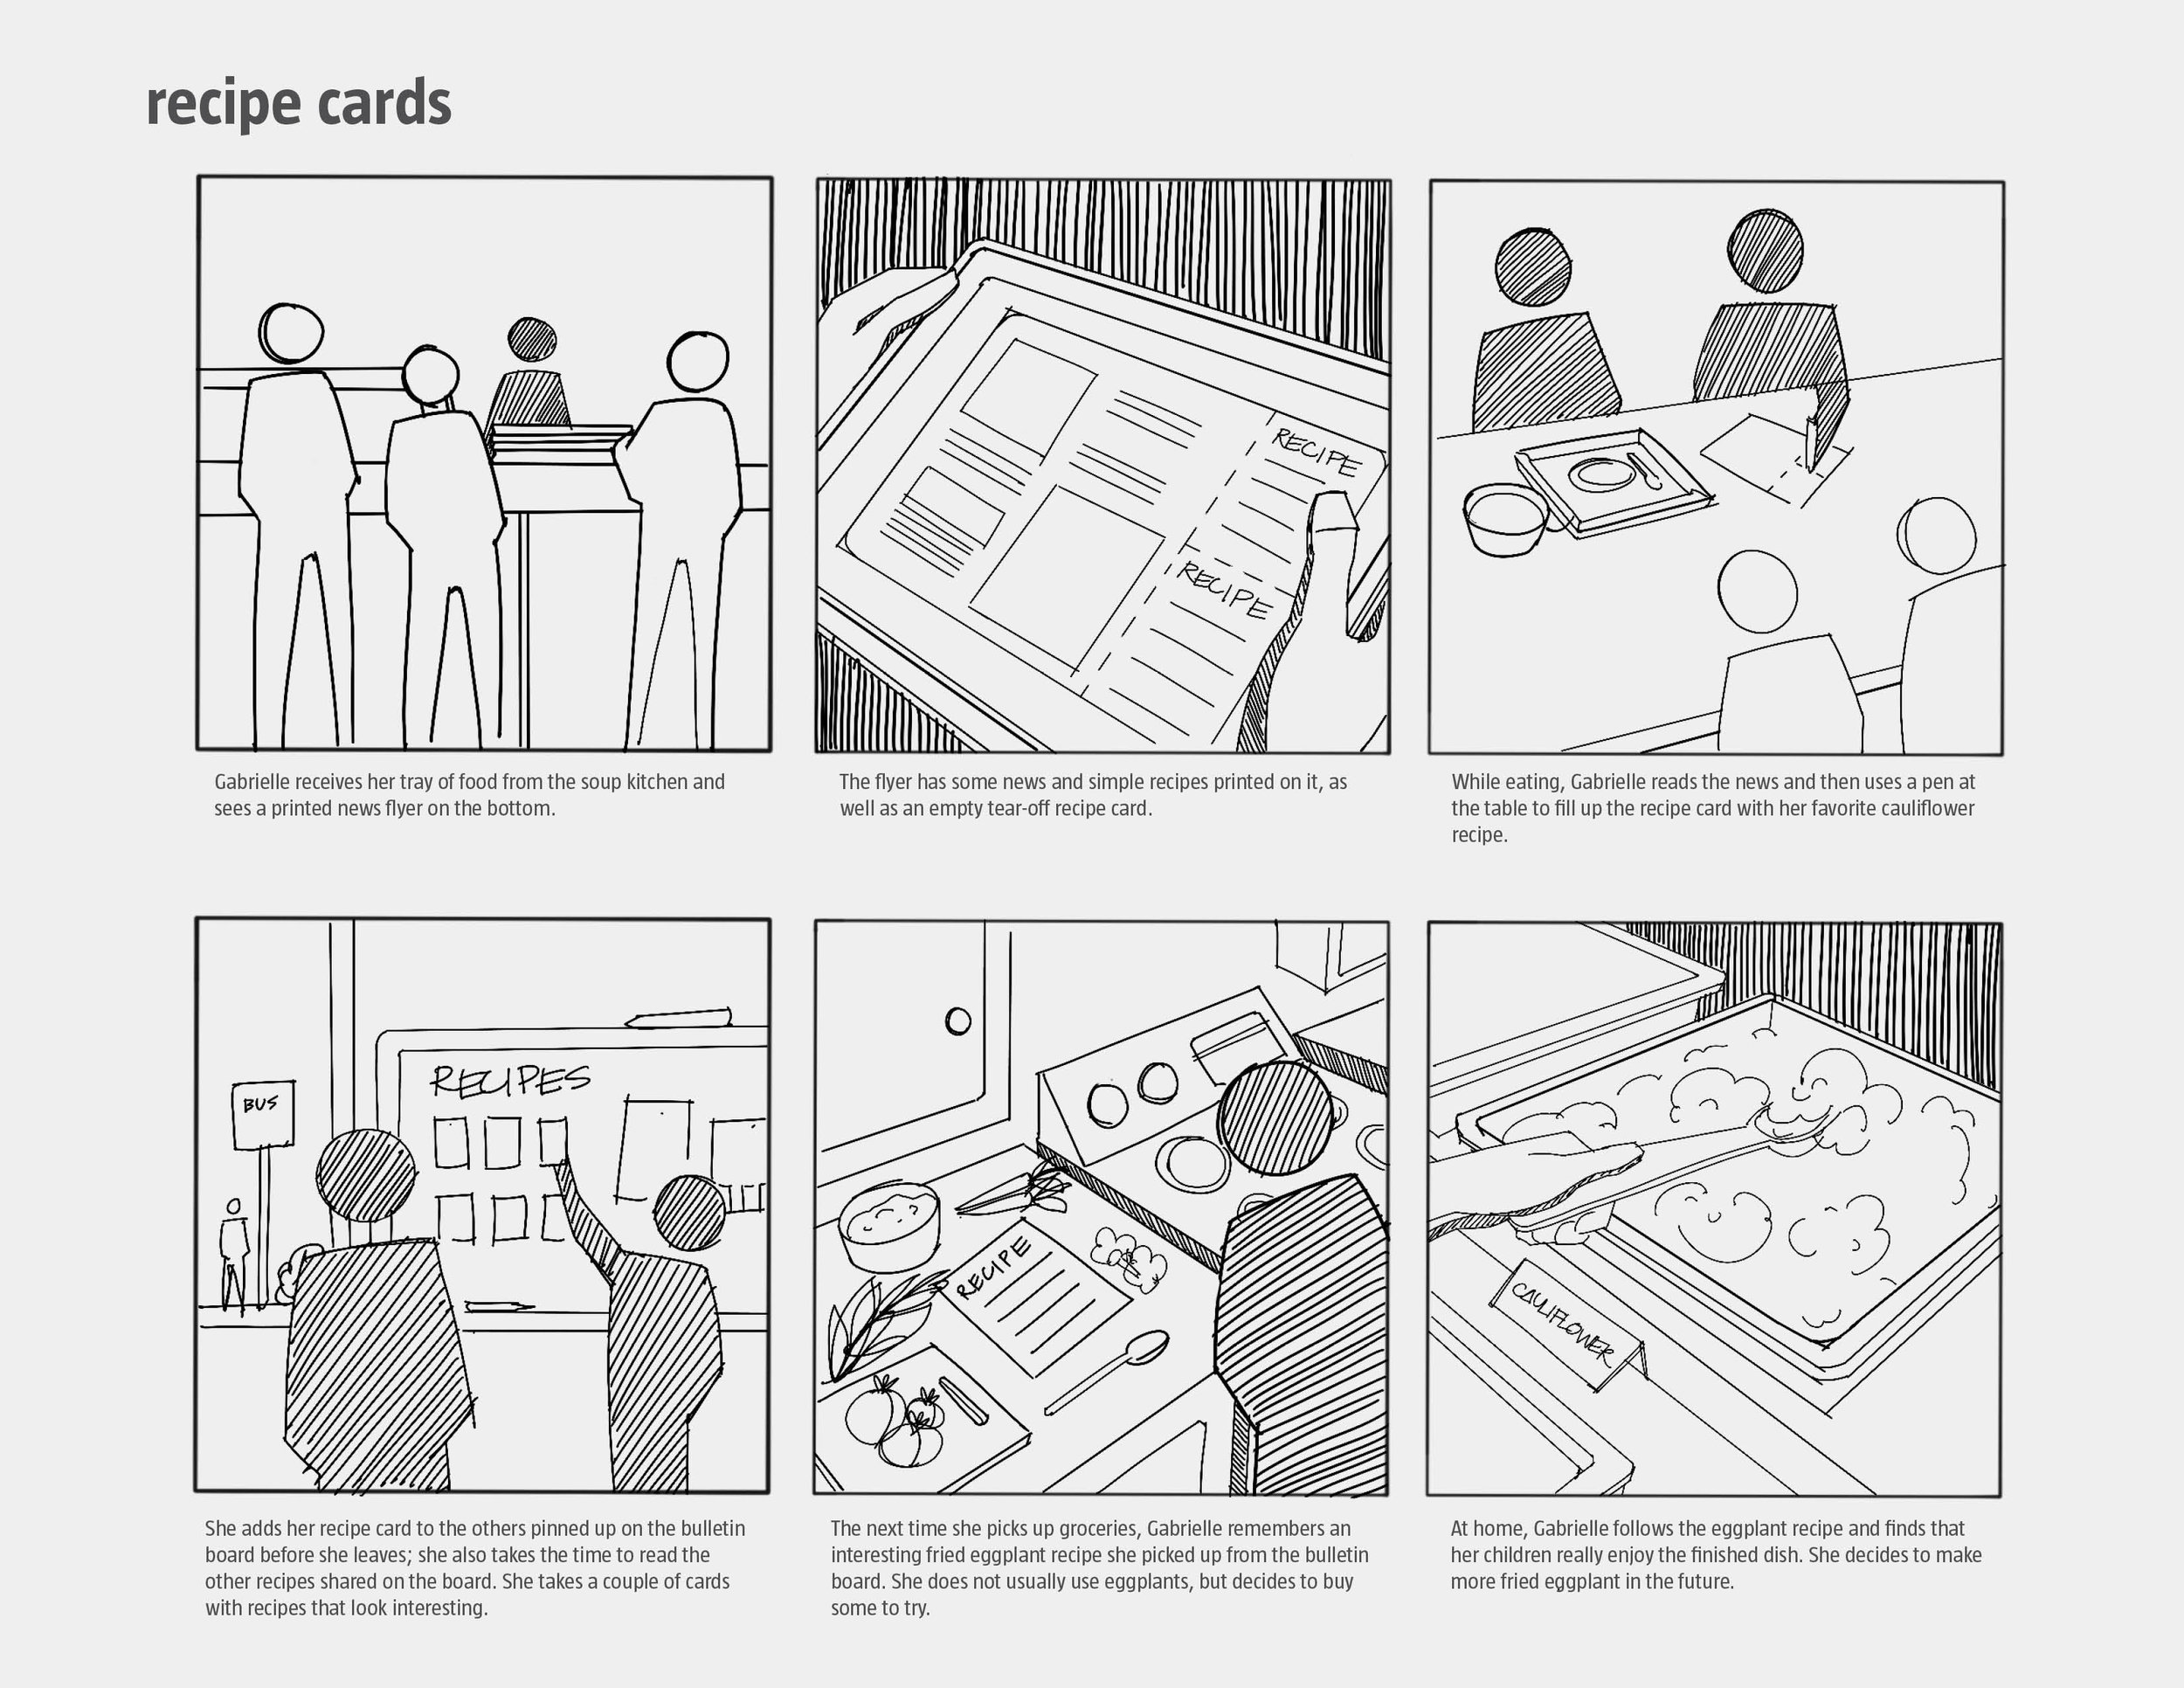 recipe cards
RECIPE
RECIPE
Gabrielle receives her tray of food from the soup kitchen and
sees a printed news flyer on the bottom.
The flyer has some news and simple recipes printed on it, as
well as an empty tear-off recipe card.
While eating, Gabrielle reads the news and then uses a pen at
the table to fill up the recipe card with her favorite cauliflower
recipe.
BUS
RECIPES
RECIPE
CAULIFLOWER
She adds her recipe card to the others pinned up on the bulletin
board before she leaves; she also takes the time to read the
other recipes shared on the board. She takes a couple of cards
with recipes that look interesting.
The next time she picks up groceries, Gabrielle remembers an
interesting fried eggplant recipe she picked up from the bulletin
board. She does not usually use eggplants, but decides to buy
some to try.
At home, Gabrielle follows the eggplant recipe and finds that
her children really enjoy the finished dish. She decides to make
more fried eggplant in the future.